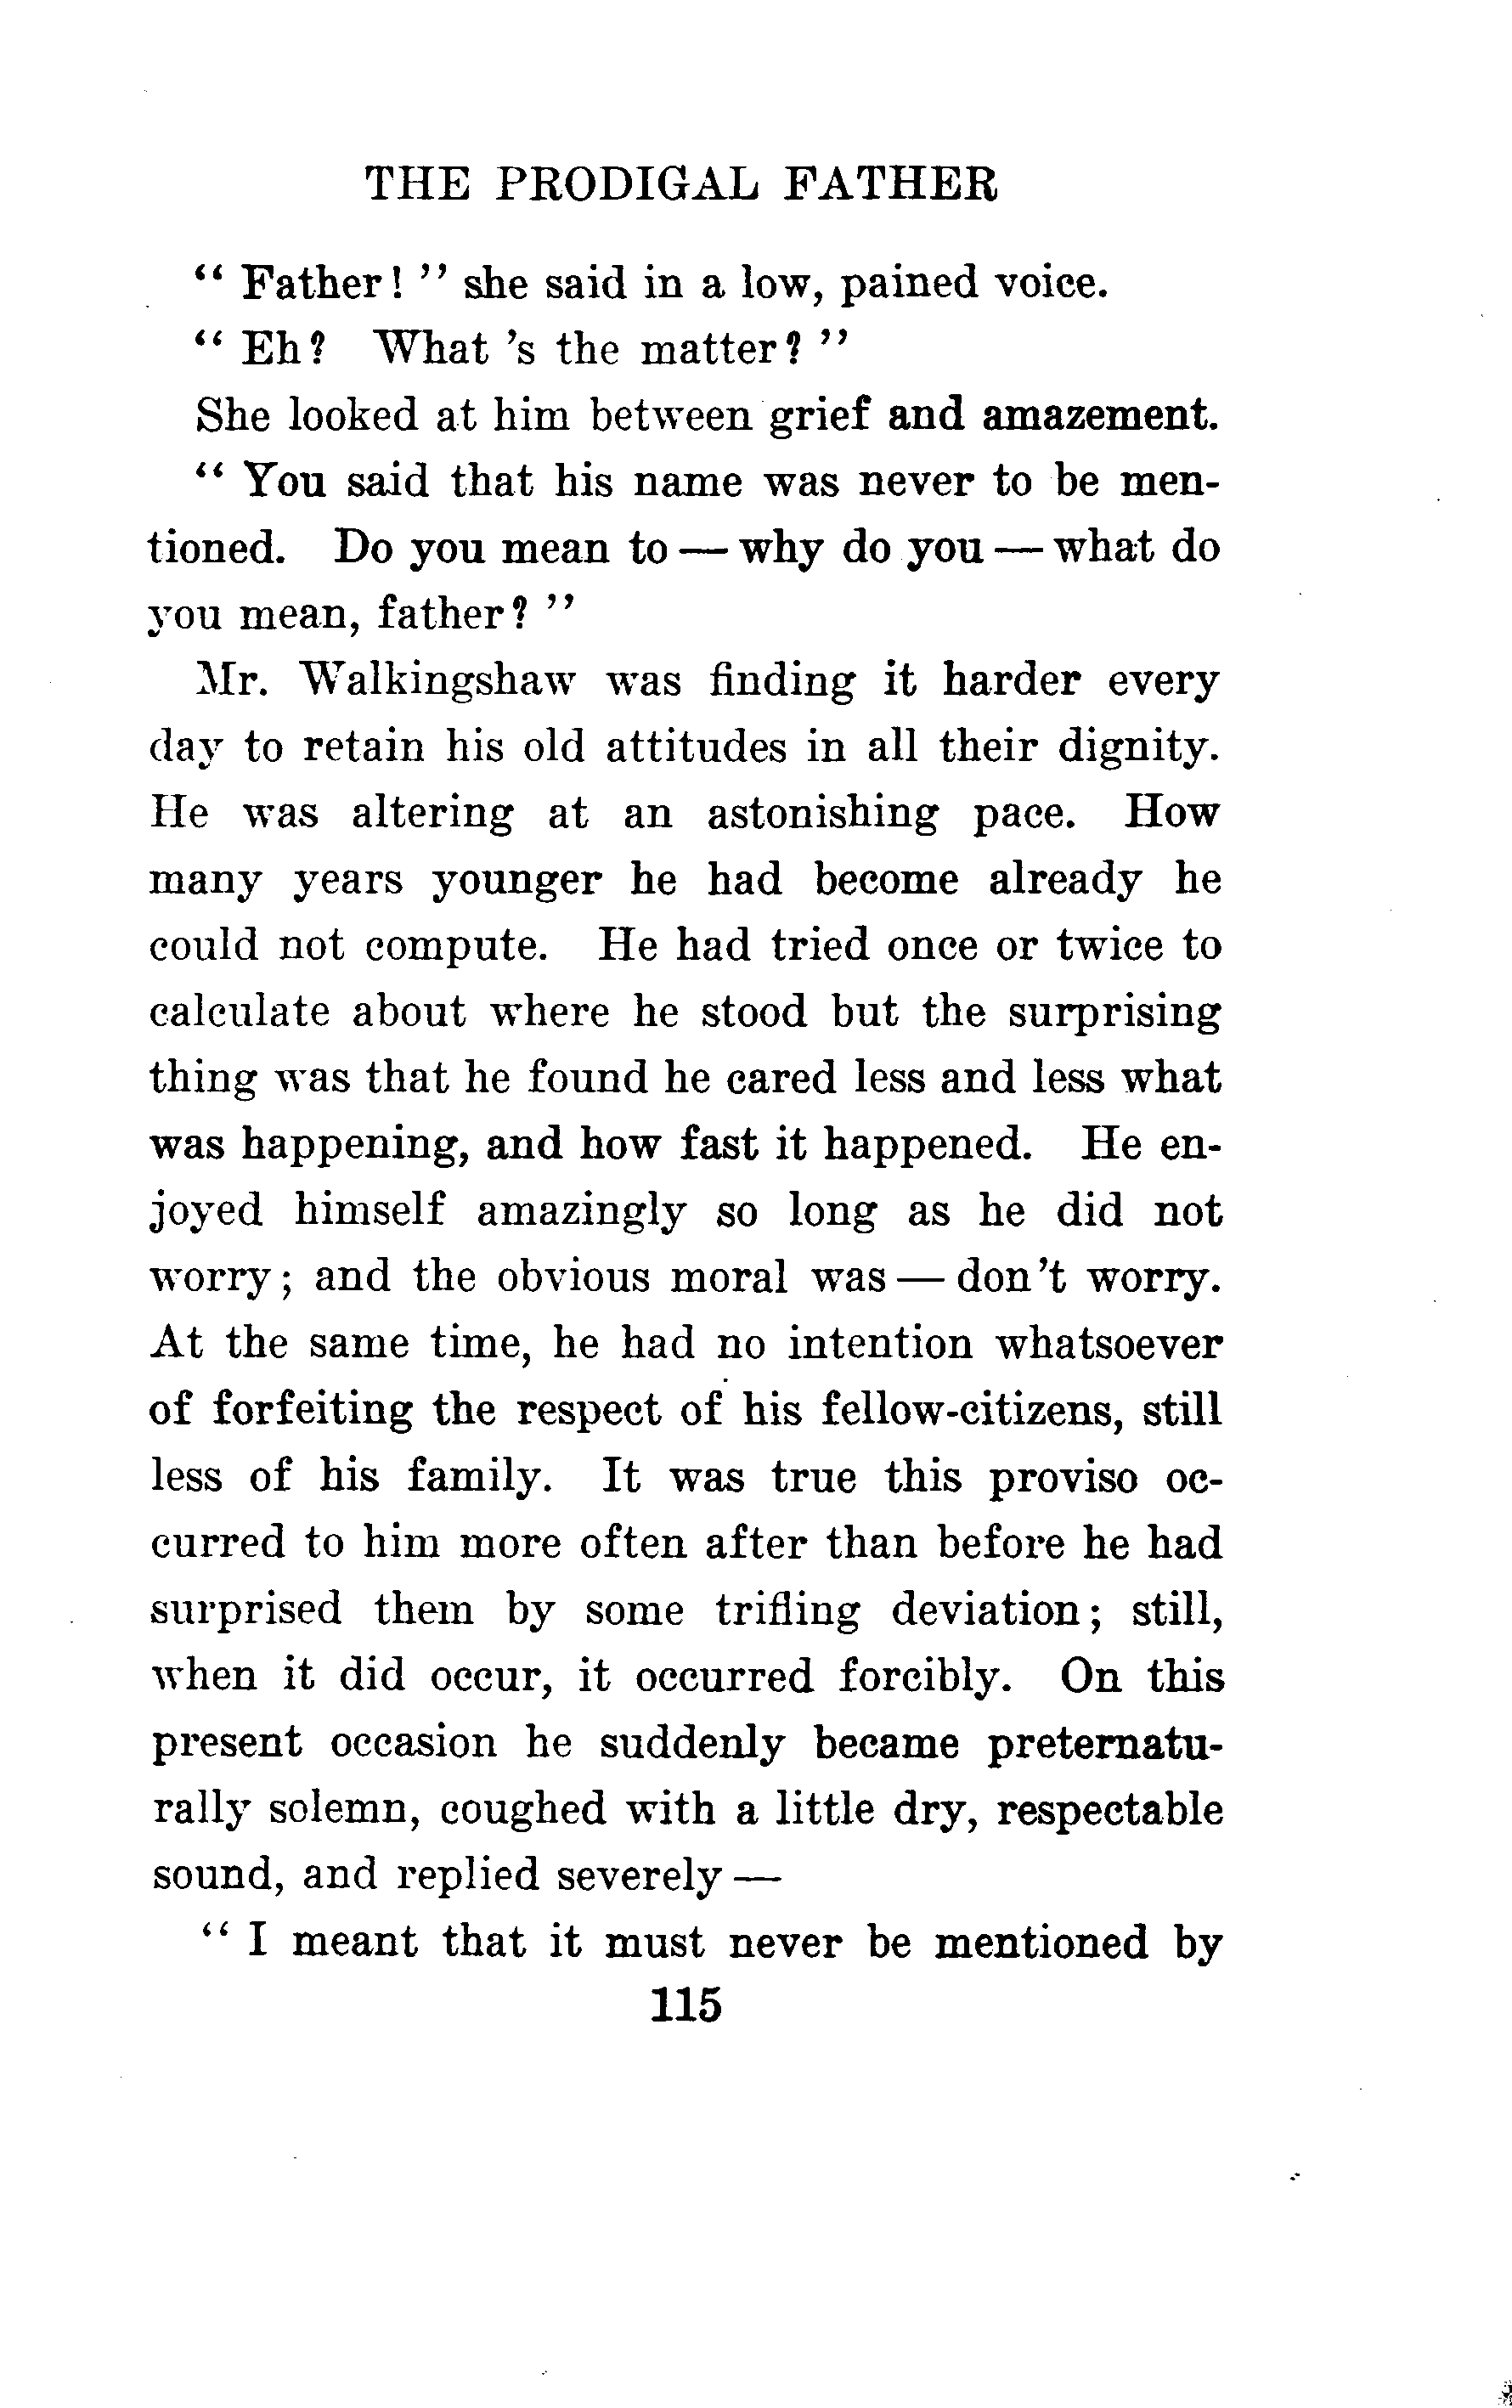 THE PRODIGAL FATHER
“ Father! ” she said in a low, pained voice.
“ Eh? What 's the matter? ”
She looked at him between grief and amazement.
“ You said that his name was never to be men-
tioned. Do you mean to — why do you — what do
you mean, father? ”
Mr. Walkingshaw was finding it harder every
day to retain his old attitudes in all their dignity.
He was altering at an astonishing pace. How
many years younger he had become already he
could not compute. He had tried once or twice to
calculate about where he stood but the surprising
thing was that he found he cared less and less what
was happening, and how fast it happened. He en-
joyed himself amazingly so long as he did not
worry; and the obvious moral was — don 't worry.
At the same time, he had no intention whatsoever
of forfeiting the respect of his fellow-citizens, still
less of his family. It was true this proviso oc-
curred to him more often after than before he had
surprised them by some trifling deviation; still,
when it did occur, it occurred forcibly. On this
present occasion he suddenly became preternatu-
rally solemn, coughed with a little dry, respectable
sound, and replied severely —
“ I meant that it must never be mentioned by
115